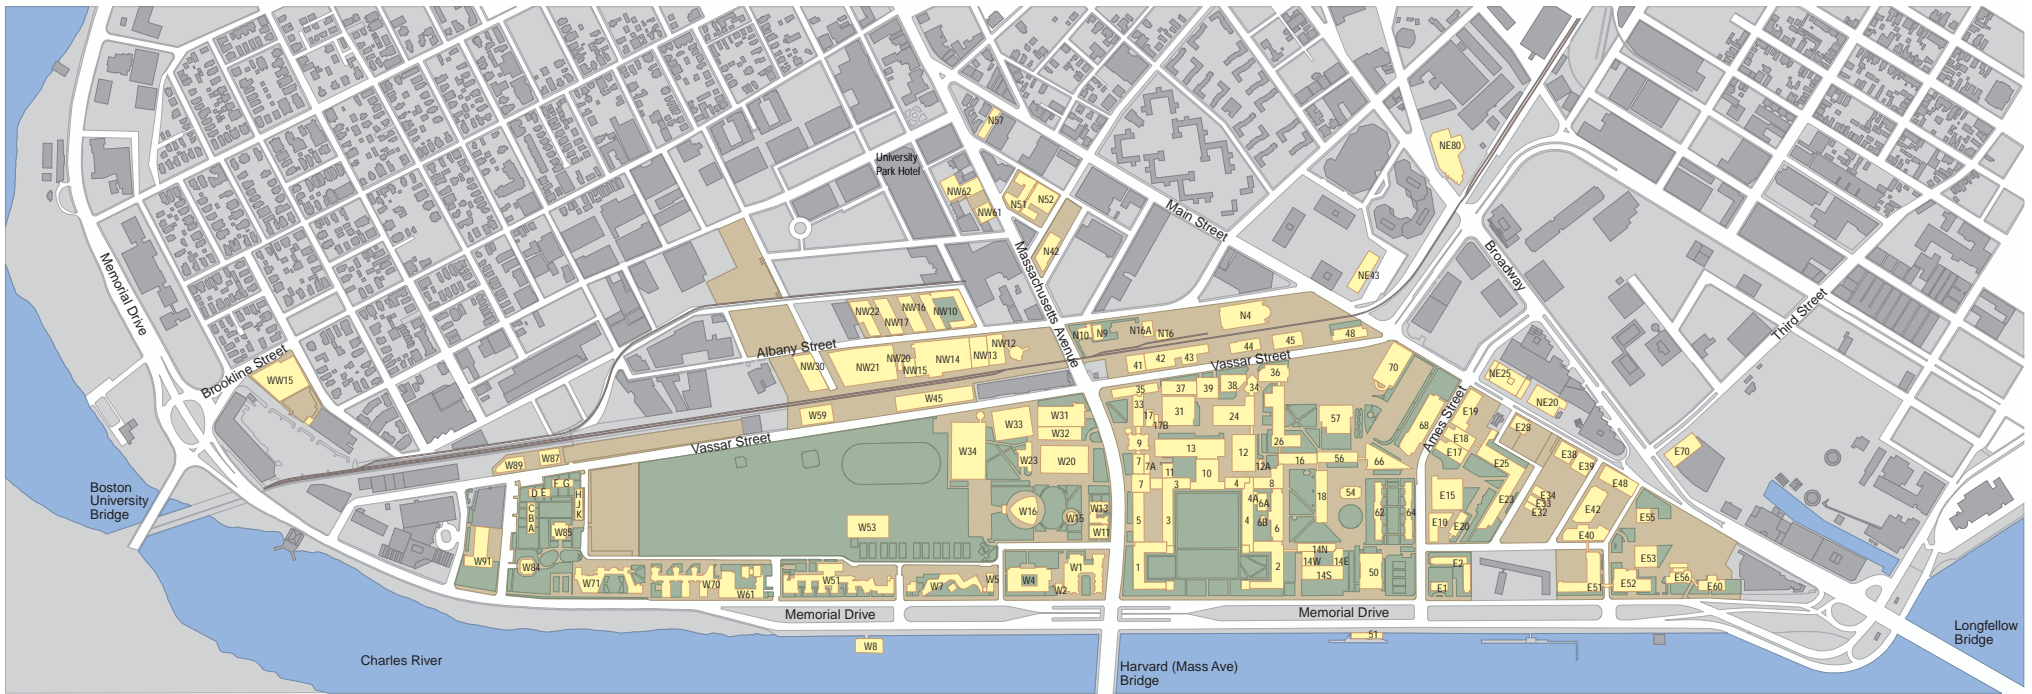 N57
NE80
University
Park Hotel
NW62
N51
N52
NW61
Main Street
N42
Massachusetts Avenue
Broadway
NE43
Memorial Drive
Third Street
NW22
NW16
NW10
NW17
N4
N10
N9
N16A
N16
48
Albany Street
NW12
NW20
NW14
NW13
NW15
NW21
NW30
41
42
43
44
45
Vassar Street
Brookline Street
WW15
70
NE25
NE20
36
35
37
39
38
34
W45
W59
33
31
17
17B
24
57
Ames Street
68
E19
E18
E17
E28
W31
W32
W33
W34
W23
W20
Vassar Street
9
13
12
26
7
7A
11
10
12A
16
56
66
E25
E38
E39
E70
W89
W87
7
3
4
8
18
54
62
64
E15
E23
E34
E33
E32
E48
E42
Boston
University
Bridge
F
G
D
E
H
J
K
C
B
A
W85
W53
W16
W15
W13
W11
5
3
4A
6A
4
6B
6
E10
E20
E40
E55
E53
W91
W84
W71
W70
W61
W51
W7
W5
W4
W1
W2
1
2
14N
14W
14E
14S
50
E2
E1
E51
E52
E56
E60
Memorial Drive
Memorial Drive
Longfellow
Bridge
51
W8
Charles River
Harvard (Mass Ave)
Bridge